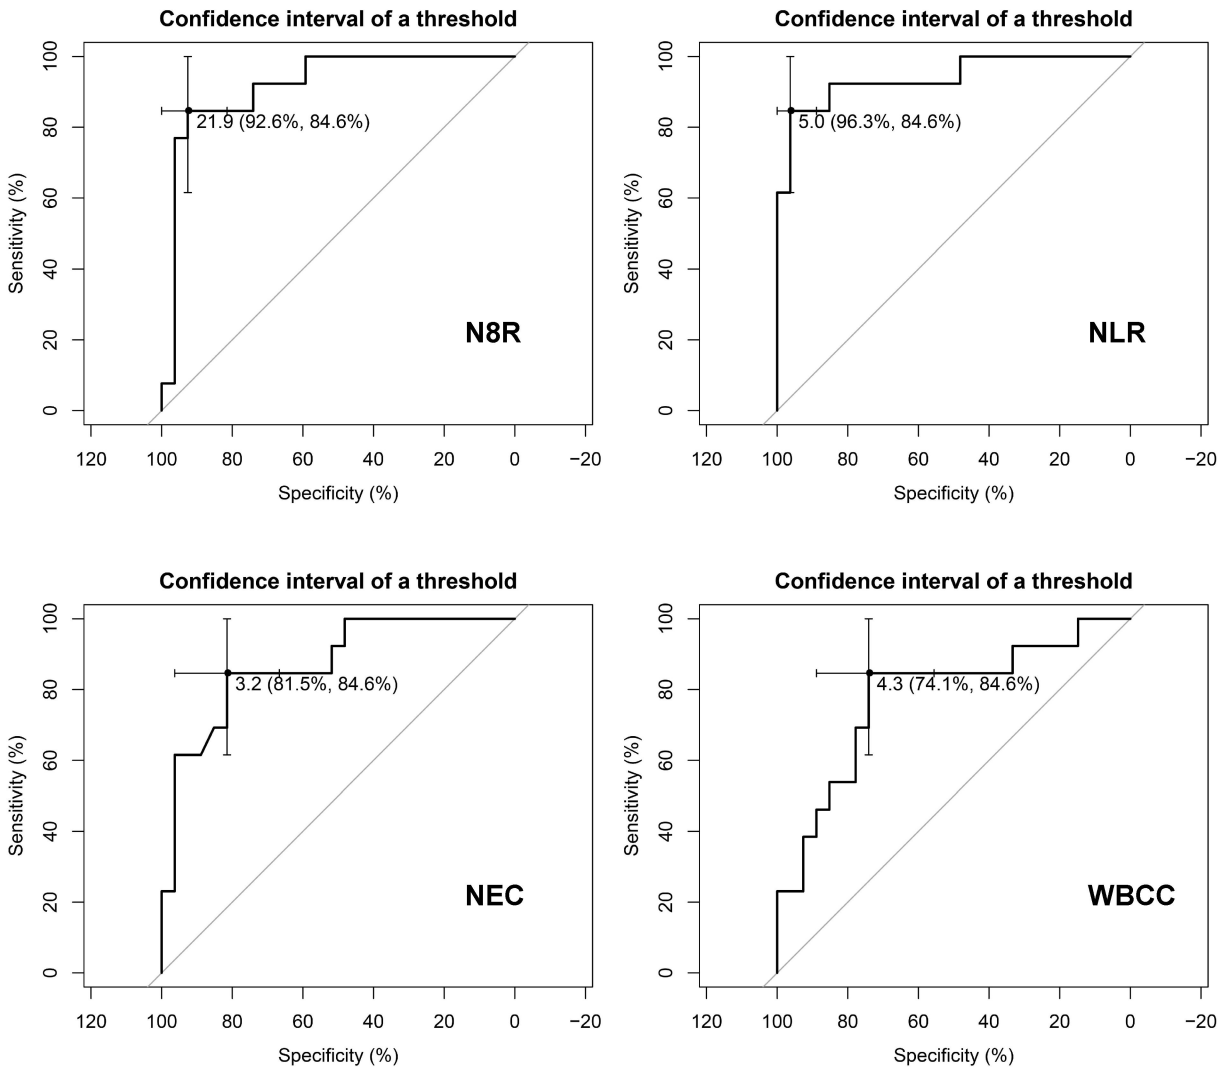 Confidence interval of a threshold
100
80
60
40
20
0
Sensitivity (%)
21.9 (92.6%, 84.6%)
N8R
120 100 80 60 40 20 0 −20
Specificity (%)
Confidence interval of a threshold
100
80
60
40
20
0
Sensitivity (%)
5.0 (96.3%, 84.6%)
NLR
120 100 80 60 40 20 0 −20
Specificity (%)
Confidence interval of a threshold
100
80
60
40
20
0
Sensitivity (%)
3.2 (81.5%, 84.6%)
NEC
120 100 80 60 40 20 0 −20
Specificity (%)
Confidence interval of a threshold
100
80
60
40
20
0
Sensitivity (%)
4.3 (74.1%, 84.6%)
WBCC
120 100 80 60 40 20 0 −20
Specificity (%)